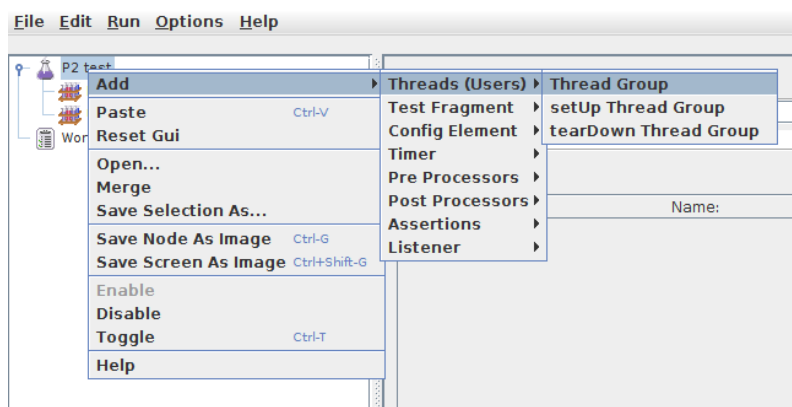 File Edit Run Options Help
P2 test
Wor
Add
Paste Ctrl-V
Reset Gui
Open...
Merge
Save Selection As...
Save Node As Image Ctrl-G
Save Screen As Image Ctrl+Shift-G
Enable
Disable
Toggle Ctrl-T
Help
Threads (Users)
Test Fragment
Config Element
Timer
Pre Processors
Post Processors
Assertions
Listener
Thread Group
setUp Thread Group
tearDown Thread Group
Name: